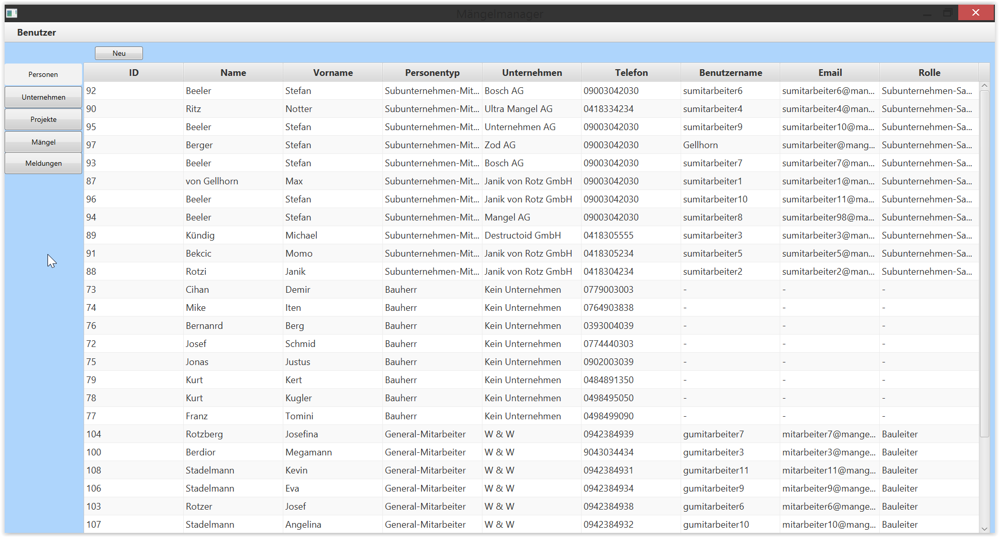 Mängelmanager
Benutzer
Neu
Personen
Unternehmen
Projekte
Mängel
Meldungen
ID Name Vorname Personentyp Unternehmen Telefon Benutzername Email Rolle
92 Beeler Stefan Subunternehmen-Mit... Bosch AG 09003042030 sumitarbeiter6 sumitarbeiter6@man... Subunternehmen-Sa...
90 Ritz Notter Subunternehmen-Mit... Ultra Mangel AG 0418334234 sumitarbeiter4 sumitarbeiter4@man... Subunternehmen-Sa...
95 Beeler Stefan Subunternehmen-Mit... Unternehmen AG 09003042030 sumitarbeiter9 sumitarbeiter10@ma... Subunternehmen-Sa...
97 Berger Stefan Subunternehmen-Mit... Zod AG 09003042030 Gellhorn sumitarbeiter@mang... Subunternehmen-Sa...
93 Beeler Stefan Subunternehmen-Mit... Bosch AG 09003042030 sumitarbeiter7 sumitarbeiter7@man... Subunternehmen-Sa...
87 von Gellhorn Max Subunternehmen-Mit... Janik von Rotz GmbH 09003042030 sumitarbeiter1 sumitarbeiter1@man... Subunternehmen-Sa...
96 Beeler Stefan Subunternehmen-Mit... Janik von Rotz GmbH 09003042030 sumitarbeiter10 sumitarbeiter11@ma... Subunternehmen-Sa...
94 Beeler Stefan Subunternehmen-Mit... Mangel AG 09003042030 sumitarbeiter8 sumitarbeiter98@ma... Subunternehmen-Sa...
89 Kündig Michael Subunternehmen-Mit... Destructoid GmbH 0418305555 sumitarbeiter3 sumitarbeiter3@man... Subunternehmen-Sa...
91 Bekcic Momo Subunternehmen-Mit... Janik von Rotz GmbH 0418305234 sumitarbeiter5 sumitarbeiter5@man... Subunternehmen-Sa...
88 Rotzi Janik Subunternehmen-Mit... Janik von Rotz GmbH 0418304234 sumitarbeiter2 sumitarbeiter2@man... Subunternehmen-Sa...
73 Cihan Demir Bauherr Kein Unternehmen 0779003003 - - -
74 Mike Iten Bauherr Kein Unternehmen 0764903838 - - -
76 Bernanrd Berg Bauherr Kein Unternehmen 0393004039 - - -
72 Josef Schmid Bauherr Kein Unternehmen 0774440303 - - -
75 Jonas Justus Bauherr Kein Unternehmen 0902003039 - - -
79 Kurt Kert Bauherr Kein Unternehmen 0484891350 - - -
78 Kurt Kugler Bauherr Kein Unternehmen 0498495050 - - -
77 Franz Tomini Bauherr Kein Unternehmen 0498499090 - - -
104 Rotzberg Josefina General-Mitarbeiter W & W 0942384939 gumitarbeiter7 mitarbeiter7@mange... Bauleiter
100 Berdior Megamann General-Mitarbeiter W & W 9043034434 gumitarbeiter3 mitarbeiter3@mange... Bauleiter
108 Stadelmann Kevin General-Mitarbeiter W & W 0942384931 gumitarbeiter11 mitarbeiter11@mang... Bauleiter
106 Stadelmann Eva General-Mitarbeiter W & W 0942384934 gumitarbeiter9 mitarbeiter9@mange... Bauleiter
103 Rotzer Josef General-Mitarbeiter W & W 0942384938 gumitarbeiter6 mitarbeiter6@mange... Bauleiter
107 Stadelmann Angelina General-Mitarbeiter W & W 0942384932 gumitarbeiter10 mitarbeiter10@mang... Bauleiter